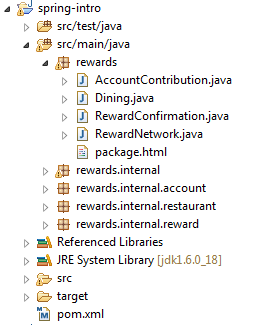 spring-intro
src/test/java
src/main/java
rewards
AccountContribution.java
Dining.java
RewardConfirmation.java
RewardNetwork.java
package.html
rewards.internal
rewards.internal.account
rewards.internal.restaurant
rewards.internal.reward
Referenced Libraries
JRE System Library [jdk1.6.0_18]
src
target
pom.xml